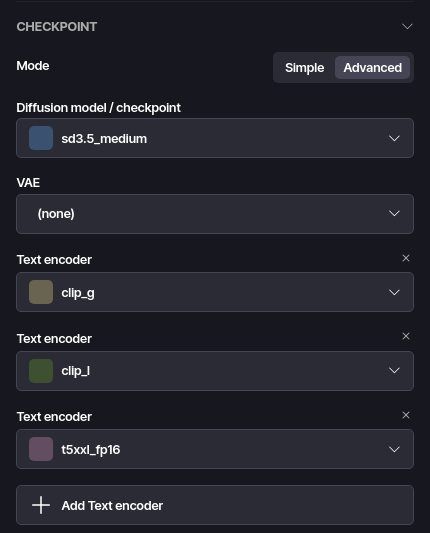 CHECKPOINT
Mode
Simple Advanced
Diffusion model / checkpoint
sd3.5_medium
VAE
(none)
Text encoder
clip_g
Text encoder
clip_l
Text encoder
t5xxl_fp16
Add Text encoder